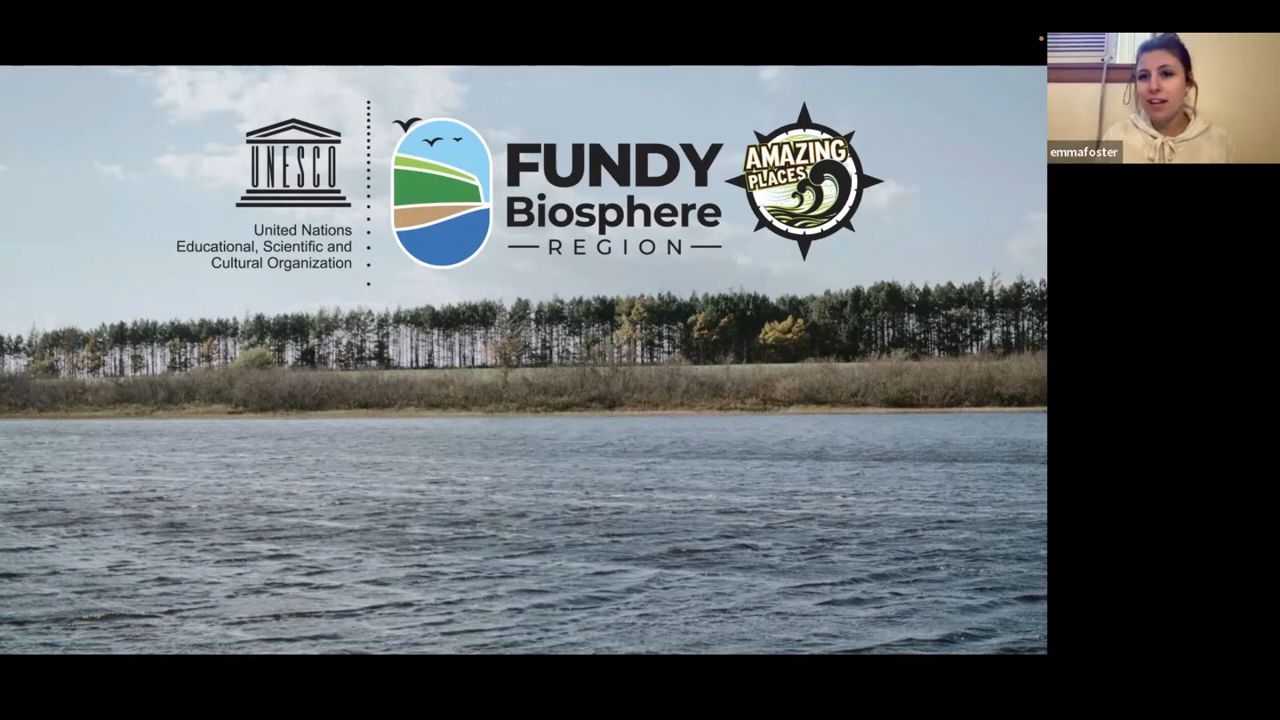 UNESCO
United Nations
Educational, Scientific and
Cultural Organization
FUNDY
Biosphere
REGION
AMAZING
PLACES
emmafoster